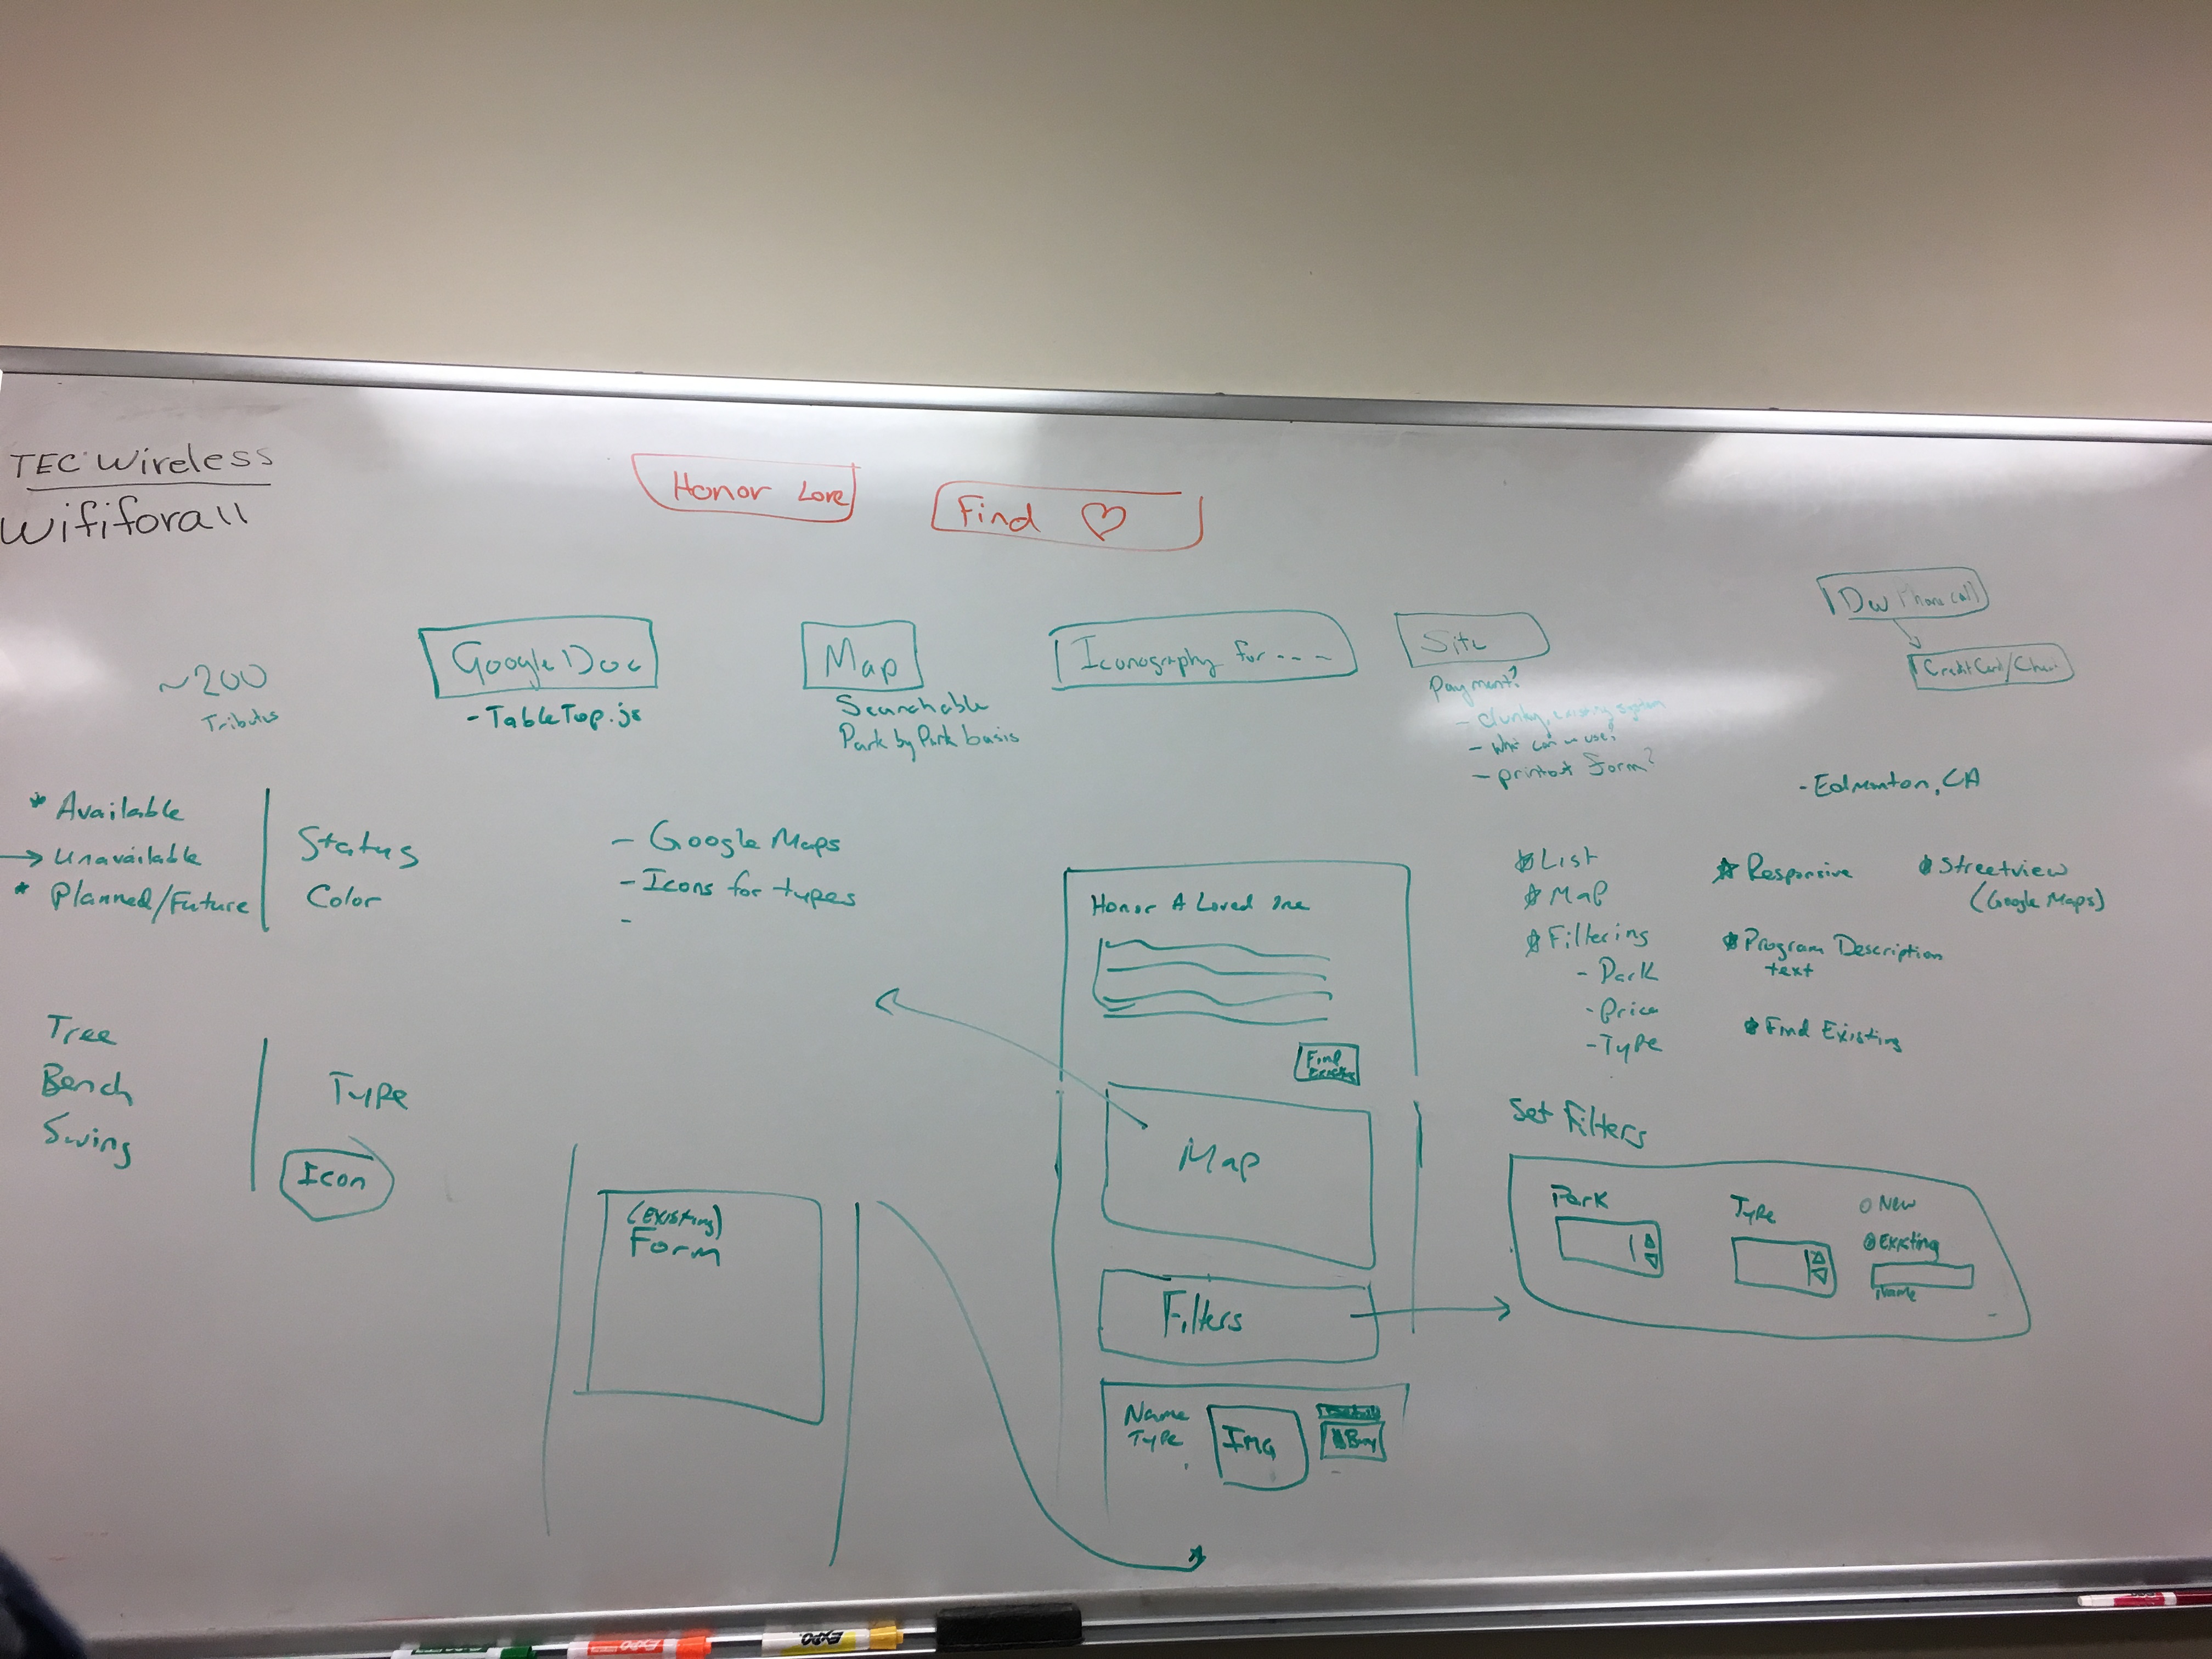 TEC Wireless
Wififorall
Honor Love
Find
~200
Tributes
Google Doc
- TableTop.js
Map
Searchable
Park by Park basis
Iconography for ---
Site
Payment?
- clunky, existing system
- what can we use?
- printout form?
Dw Phone call
Credit Card/
- Edmonton, CA
* Available
→ Unavailable
* Planned/Future
Status
Color
- Google Maps
- Icons for types
-
Tree
Bench
Swing
Type
Icon
(Existing)
Form
Honor A Loved One
Find
Existing
Map
Filters
Name
Type
Img
Buy
* List
* Map
* Filtering
- Park
- Price
- Type
* Responsive
* Program Description
text
* Find Existing
* Streetview
(Google Maps)
Set Filters
Park
Type
New
Existing
Name
EXPO
EXPO